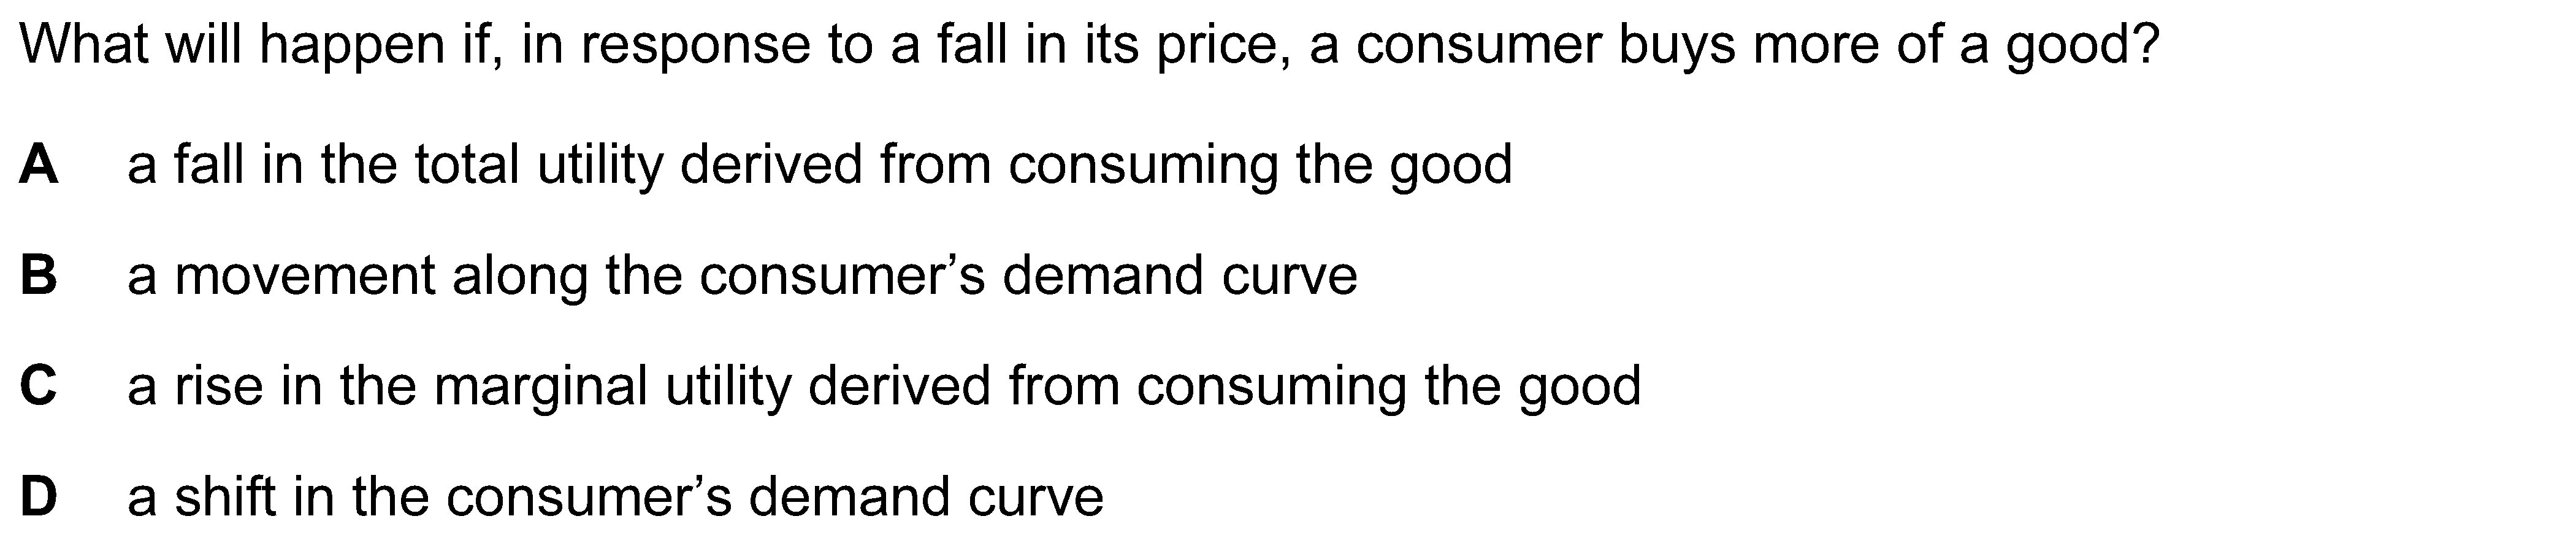 What will happen if, in response to a fall in its price, a consumer buys more of a good?
A a fall in the total utility derived from consuming the good
B a movement along the consumer’s demand curve
C a rise in the marginal utility derived from consuming the good
D a shift in the consumer’s demand curve